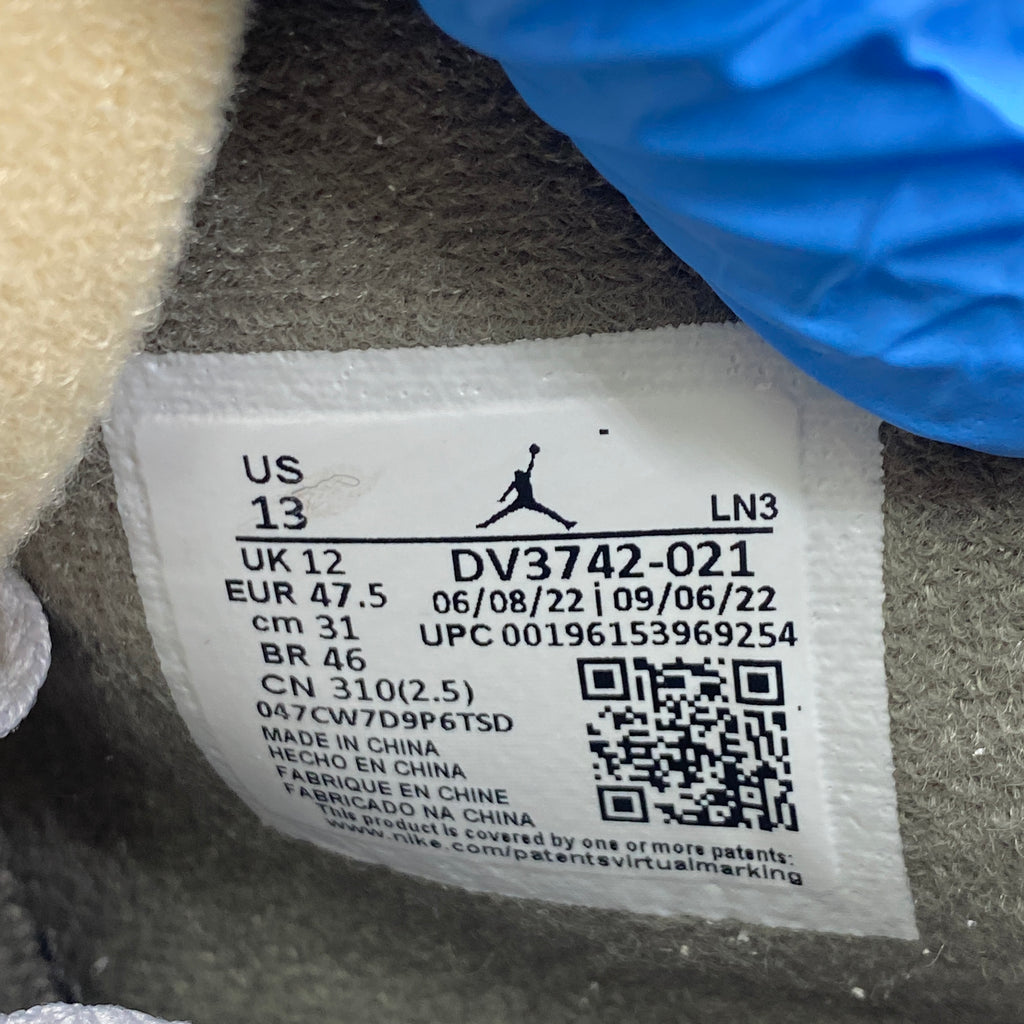 US
13
LN3
UK 12
DV3742-021
EUR 47.5
06/08/22 | 09/06/22
cm 31
UPC 00196153969254
BR 46
CN 310(2.5)
047CW7D9P6TSD
MADE IN CHINA
HECHO EN CHINA
FABRIQUE EN CHINE
FABRICADO NA CHINA
This product is covered by one or more patents:
www.nike.com/patentsvirtualmarking